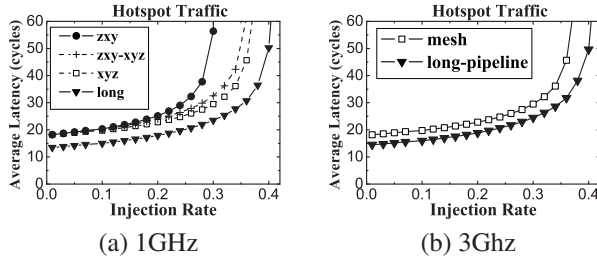 Hotspot Traffic
Average Latency (cycles)
60
50
40
30
20
10
0
zxy
zxy-xyz
xyz
long
0.0 0.1 0.2 0.3 0.4
Injection Rate
(a) 1GHz
Hotspot Traffic
Average Latency (cycles)
60
50
40
30
20
10
0
mesh
long-pipeline
0.0 0.1 0.2 0.3 0.4
Injection Rate
(b) 3Ghz